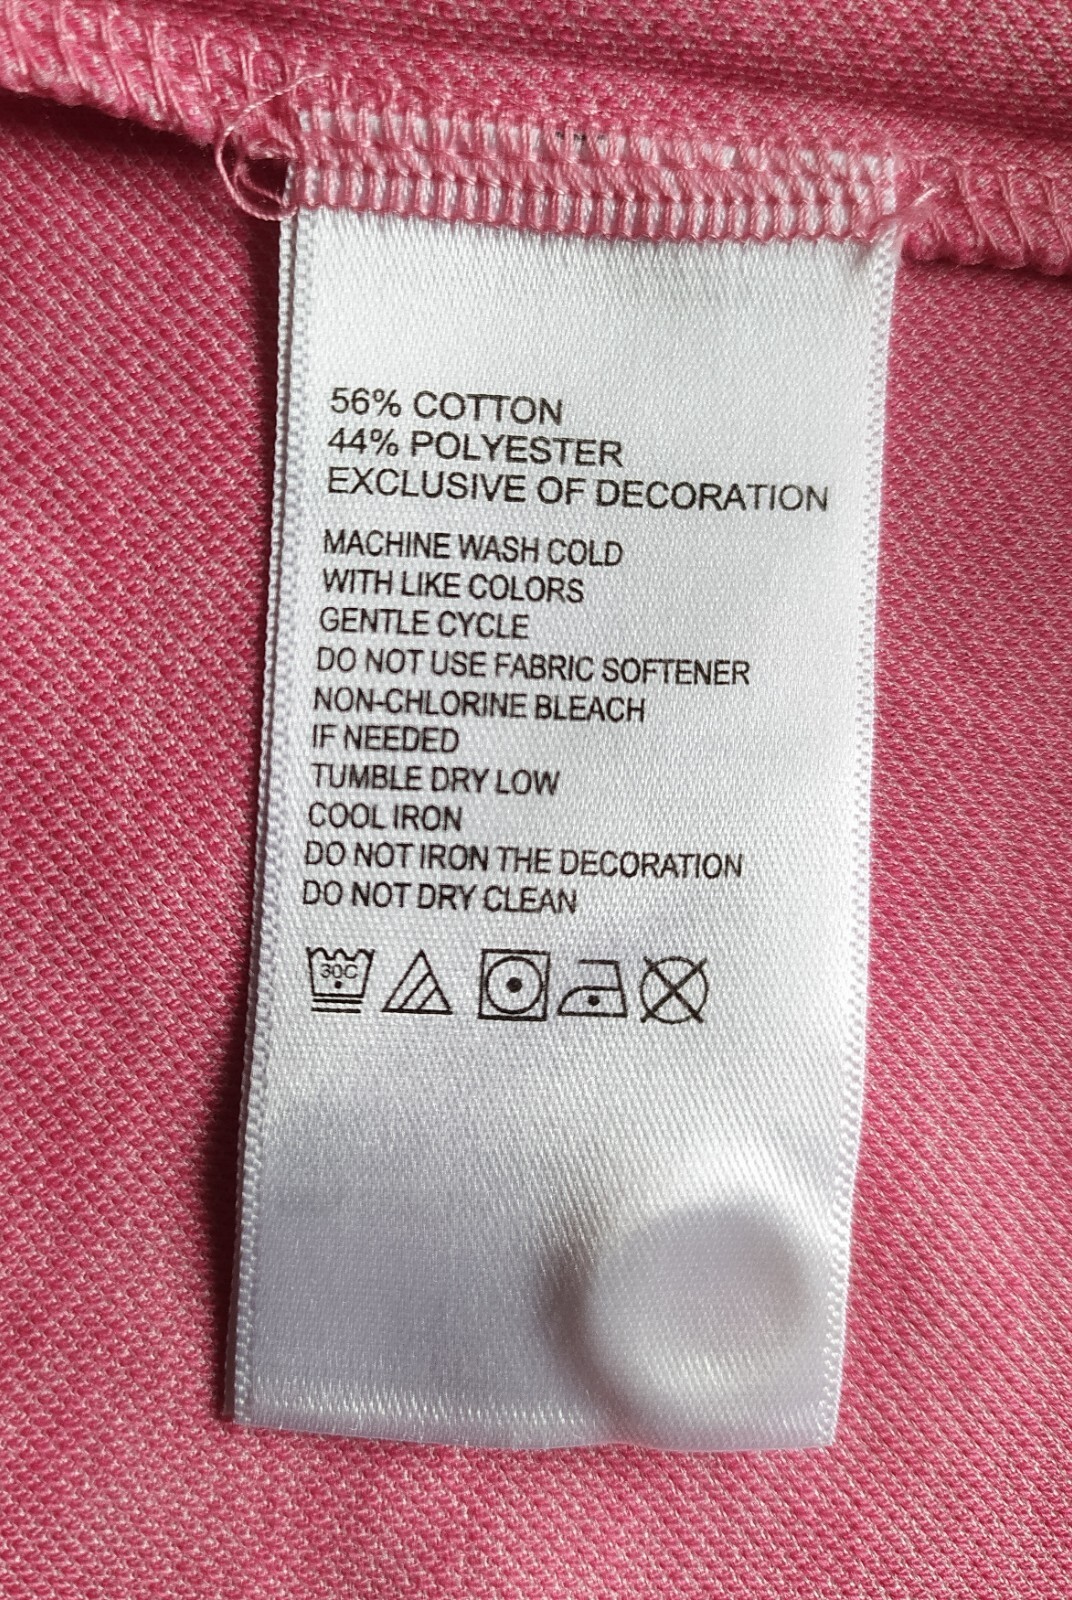 56% COTTON
44% POLYESTER
EXCLUSIVE OF DECORATION
MACHINE WASH COLD
WITH LIKE COLORS
GENTLE CYCLE
DO NOT USE FABRIC SOFTENER
NON-CHLORINE BLEACH
IF NEEDED
TUMBLE DRY LOW
COOL IRON
DO NOT IRON THE DECORATION
DO NOT DRY CLEAN
30C